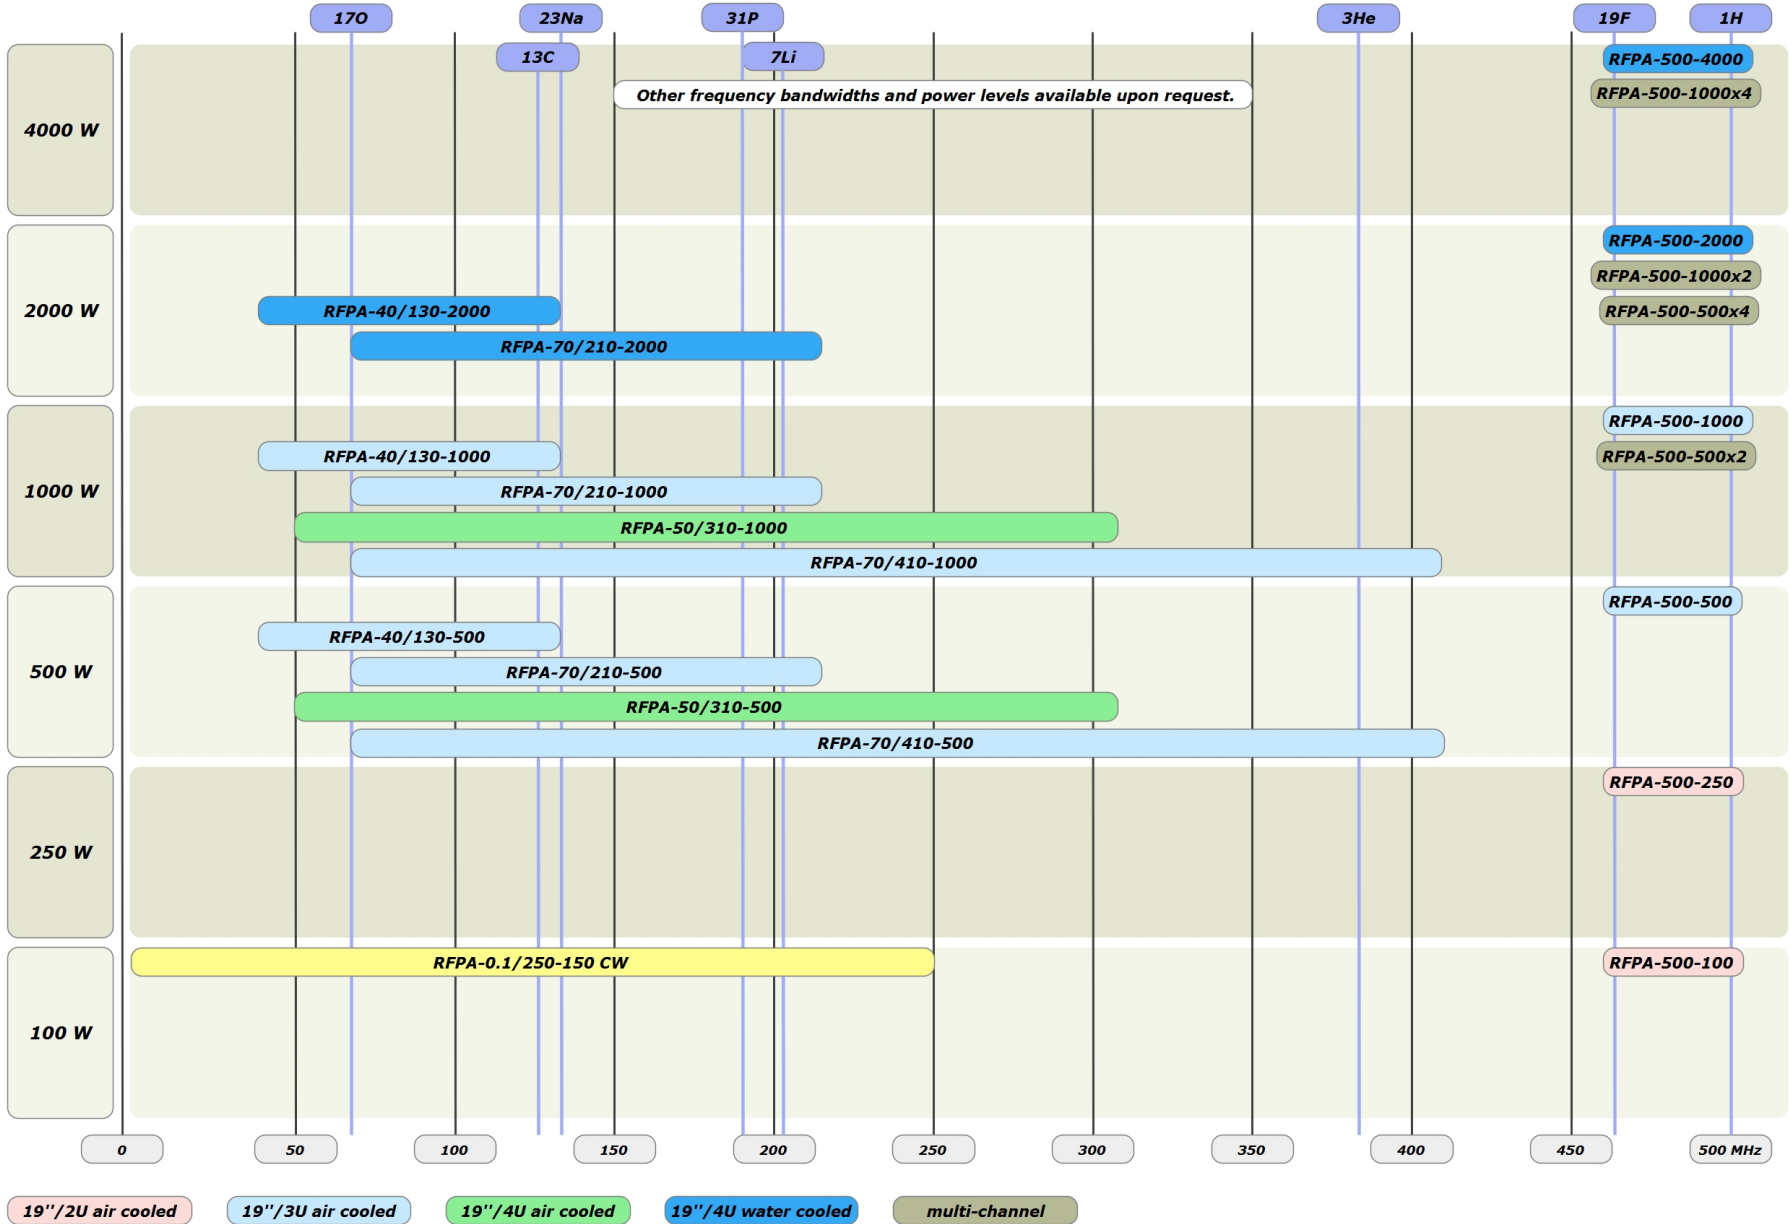 17O
23Na
31P
3He
19F
1H
13C
7Li
RFPA-500-4000
Other frequency bandwidths and power levels available upon request.
RFPA-500-1000x4
4000 W
RFPA-500-2000
RFPA-500-1000x2
2000 W
RFPA-40/130-2000
RFPA-500-500x4
RFPA-70/210-2000
RFPA-500-1000
RFPA-40/130-1000
RFPA-500-500x2
1000 W
RFPA-70/210-1000
RFPA-50/310-1000
RFPA-70/410-1000
RFPA-500-500
RFPA-40/130-500
500 W
RFPA-70/210-500
RFPA-50/310-500
RFPA-70/410-500
RFPA-500-250
250 W
RFPA-0.1/250-150 CW
RFPA-500-100
100 W
0
50
100
150
200
250
300
350
400
450
500 MHz
19''/2U air cooled
19''/3U air cooled
19''/4U air cooled
19''/4U water cooled
multi-channel